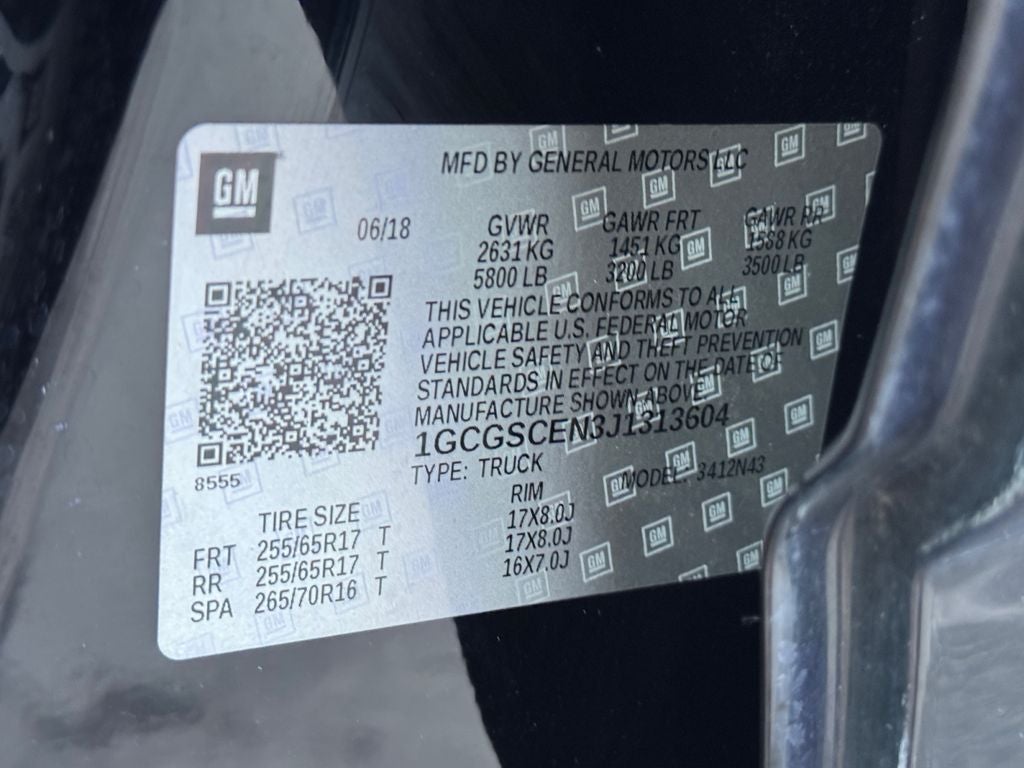 GM
MFD BY GENERAL MOTORS LLC
06/18
GVWR GAWR FRT GAWR RR
2631 KG 1451 KG 1588 KG
5800 LB 3200 LB 3500 LB
THIS VEHICLE CONFORMS TO ALL
APPLICABLE U.S. FEDERAL MOTOR
VEHICLE SAFETY AND THEFT PREVENTION
STANDARDS IN EFFECT ON THE DATE OF
MANUFACTURE SHOWN ABOVE
1GCGSCEN3J1313604
TYPE: TRUCK MODEL: 3412N43
8555
TIRE SIZE RIM
FRT 255/65R17 T 17X8.0J
RR 255/65R17 T 17X8.0J
SPA 265/70R16 T 16X7.0J